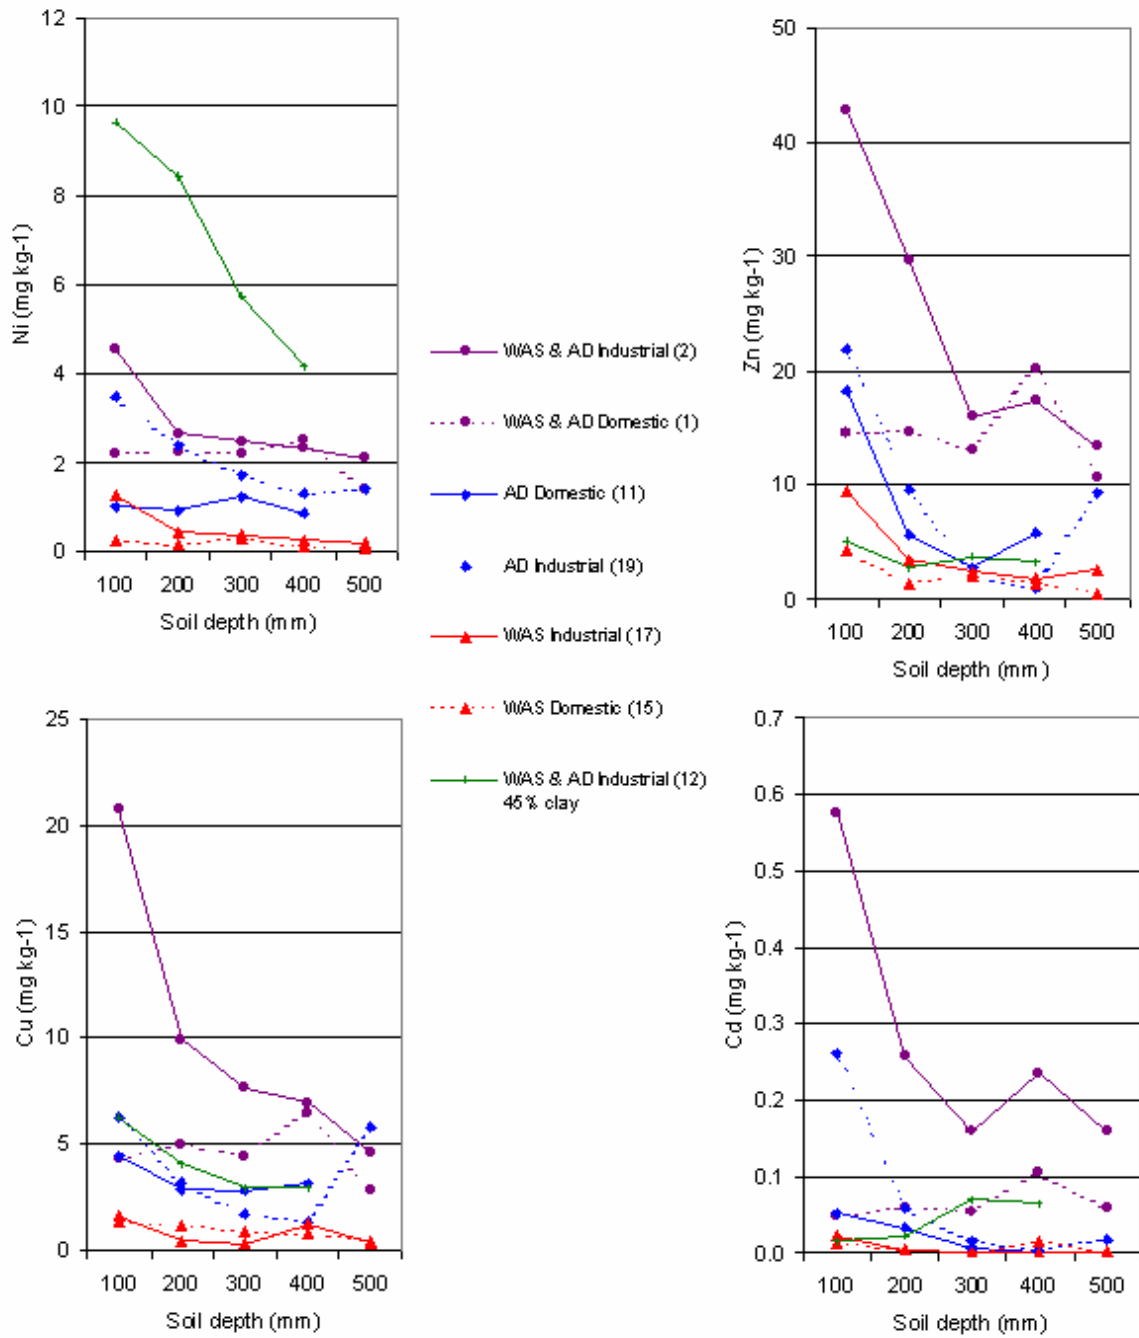 12
10
8
6
4
2
0
Ni (mg kg-1)
100 200 300 400 500
Soil depth (mm)
50
40
30
20
10
0
Zn (mg kg-1)
100 200 300 400 500
Soil depth (mm)
WAS & AD Industrial (2)
WAS & AD Domestic (1)
AD Domestic (11)
AD Industrial (19)
WAS Industrial (17)
WAS Domestic (15)
WAS & AD Industrial (12)
45% clay
25
20
15
10
5
0
Cu (mg kg-1)
100 200 300 400 500
Soil depth (mm)
0.7
0.6
0.5
0.4
0.3
0.2
0.1
0.0
Cd (mg kg-1)
100 200 300 400 500
Soil depth (mm)